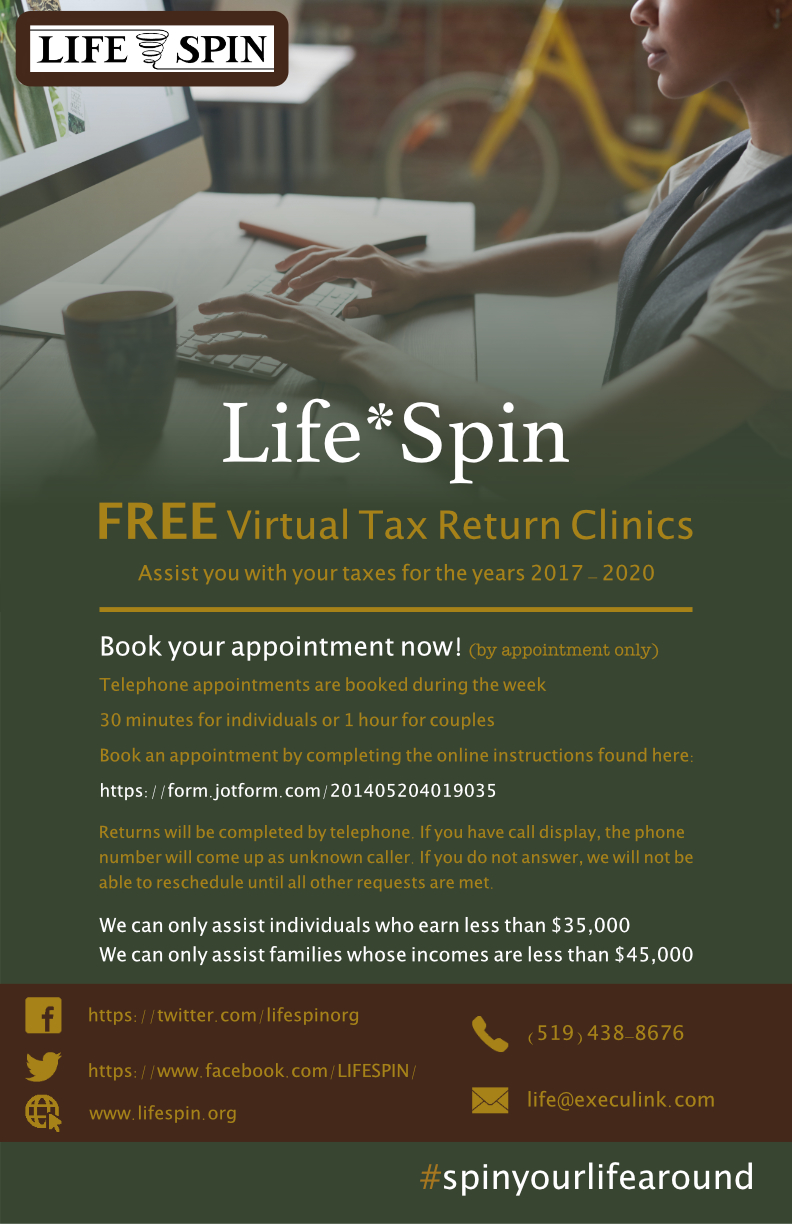 LIFE SPIN
Life*Spin
FREE Virtual Tax Return Clinics
Assist you with your taxes for the years 2017 - 2020
Book your appointment now! (by appointment only)
Telephone appointments are booked during the week
30 minutes for individuals or 1 hour for couples
Book an appointment by completing the online instructions found here:
https://form.jotform.com/201405204019035
Returns will be completed by telephone. If you have call display, the phone
number will come up as unknown caller. If you do not answer, we will not be
able to reschedule until all other requests are met.
We can only assist individuals who earn less than $35,000
We can only assist families whose incomes are less than $45,000
https://twitter.com/lifespinorg
https://www.facebook.com/LIFESPIN/
www.lifespin.org
(519) 438-8676
life@execulink.com
#spinyourlifearound